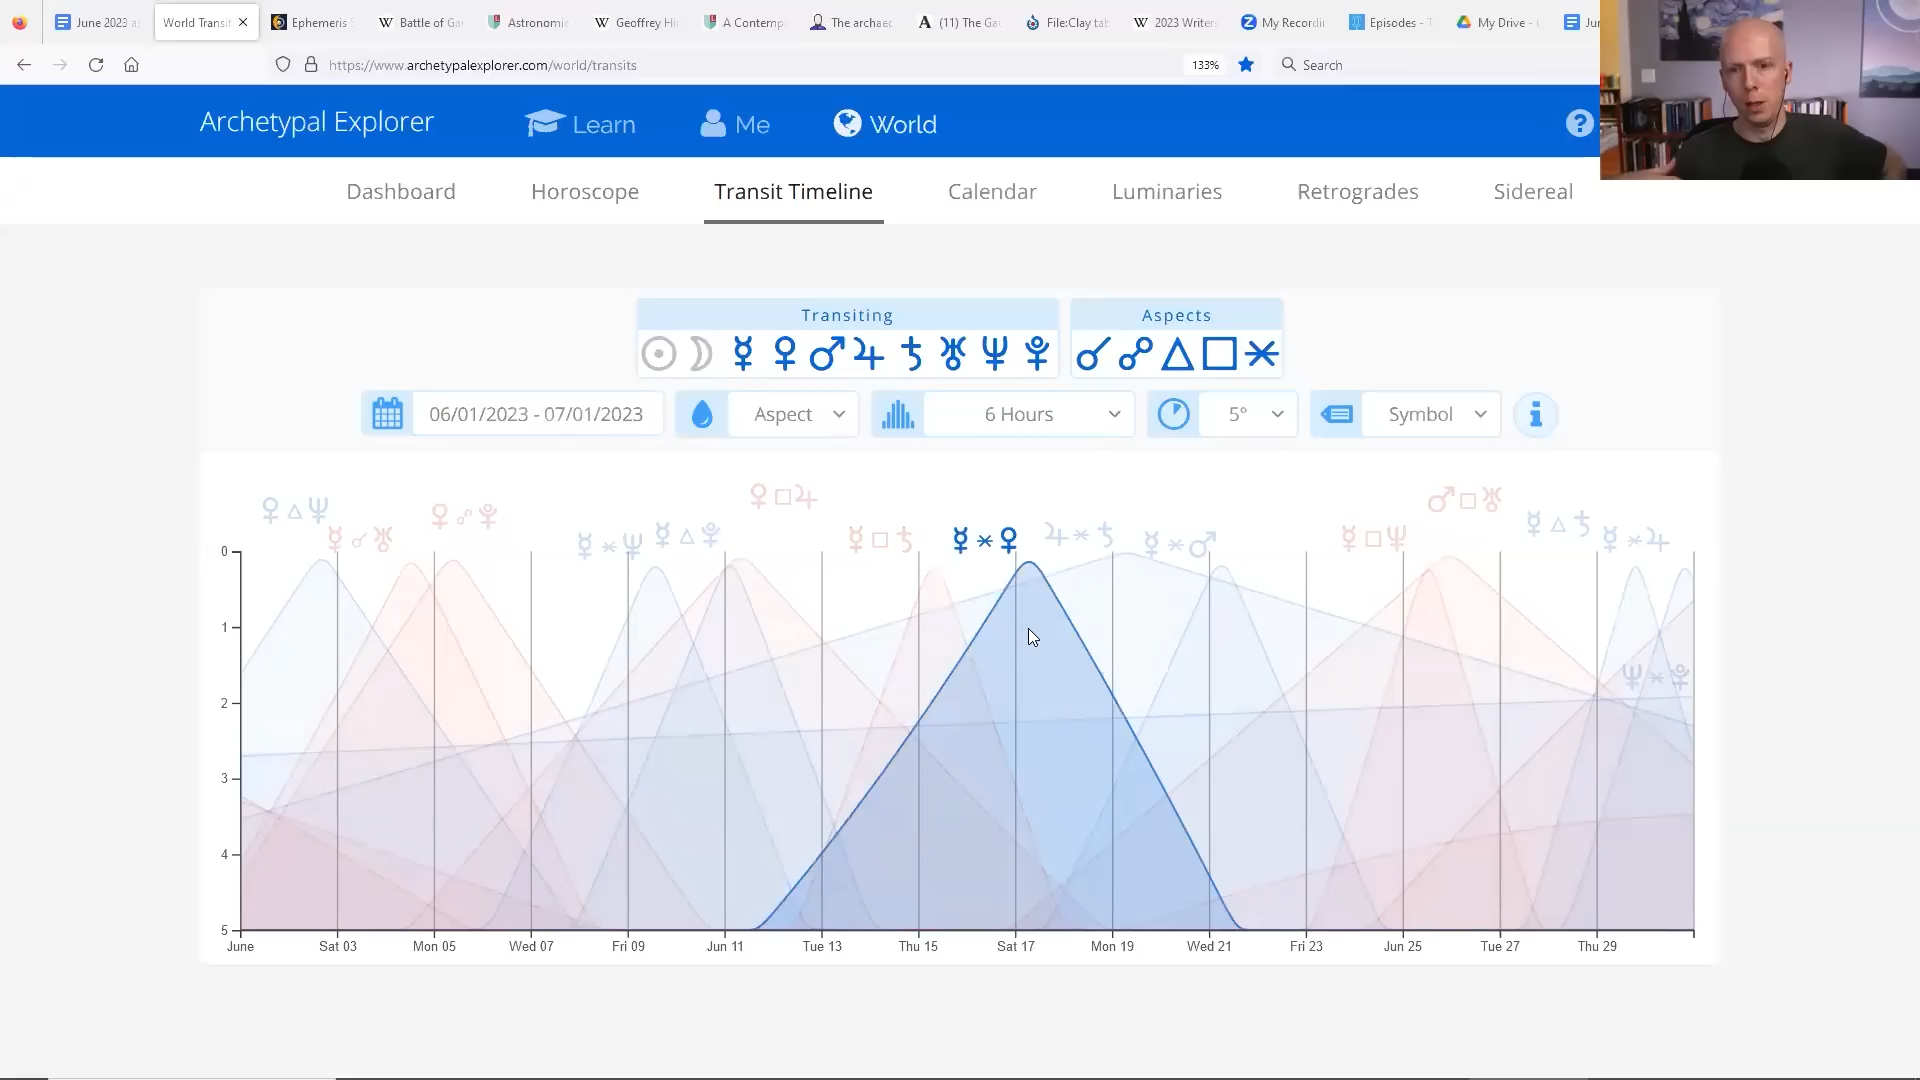 June 2023 a
World Transit
Ephemeris
Battle of Ga
Astronomic
Geoffrey Hi
A Contemp
The archaec
(11) The Ga
File:Clay tab
2023 Writers
My Recordi
Episodes - T
My Drive -
Jun
https://www.archetypalexplorer.com/world/transits
133%
Search
Archetypal Explorer
Learn
Me
World
?
Dashboard
Horoscope
Transit Timeline
Calendar
Luminaries
Retrogrades
Sidereal
Transiting
Aspects
☉ ☽ ☿ ♀ ♂ ♃ ♄ ♅ ♆ ♇
☌ ☍ △ □ ⚹
06/01/2023 - 07/01/2023
Aspect
6 Hours
5°
Symbol
i
♀ □ ♃
♂ □ ♅
♀ △ ♆
♀ ☍ ♇
☿ △ ♄
☿ ☌ ♅
☿ ⚹ ♆
☿ △ ♇
☿ □ ♄
☿ ⚹ ♀
♃ ⚹ ♄
☿ ⚹ ♂
☿ □ ♆
☿ ⚹ ♃
♆ ⚹ ♇
0
1
2
3
4
5
June
Sat 03
Mon 05
Wed 07
Fri 09
Jun 11
Tue 13
Thu 15
Sat 17
Mon 19
Wed 21
Fri 23
Jun 25
Tue 27
Thu 29